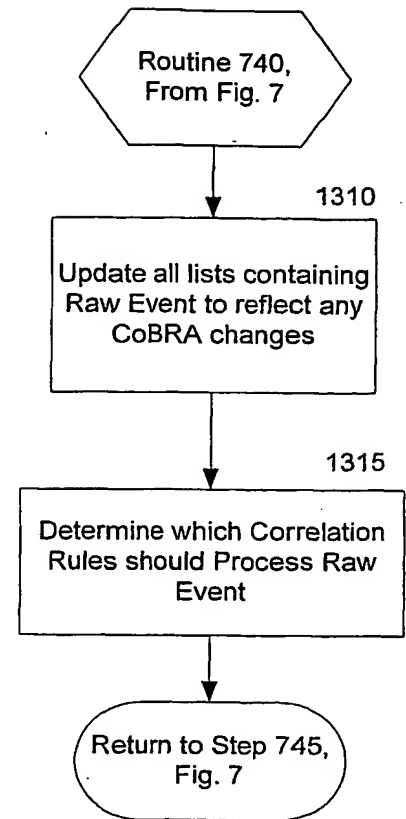 Routine 740,
From Fig. 7
1310
Update all lists containing
Raw Event to reflect any
CoBRA changes
1315
Determine which Correlation
Rules should Process Raw
Event
Return to Step 745,
Fig. 7